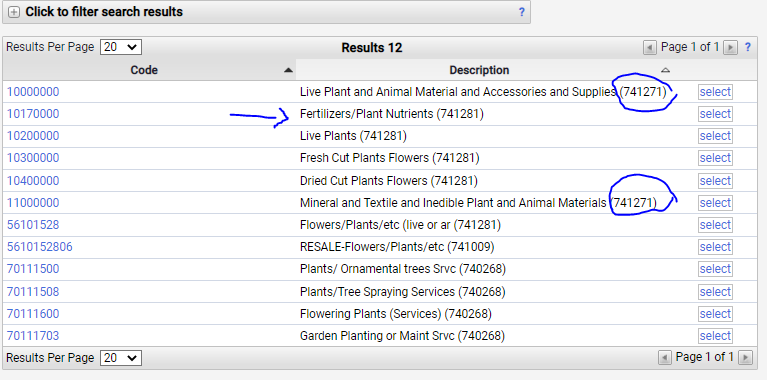 Click to filter search results ?
Results Per Page 20 Results 12 Page 1 of 1 ?
Code Description
10000000 Live Plant and Animal Material and Accessories and Supplies (741271) select
10170000 Fertilizers/Plant Nutrients (741281) select
10200000 Live Plants (741281) select
10300000 Fresh Cut Plants Flowers (741281) select
10400000 Dried Cut Plants Flowers (741281) select
11000000 Mineral and Textile and Inedible Plant and Animal Materials (741271) select
56101528 Flowers/Plants/etc (live or ar (741281) select
5610152806 RESALE-Flowers/Plants/etc (741009) select
70111500 Plants/ Ornamental trees Srvc (740268) select
70111508 Plants/Tree Spraying Services (740268) select
70111600 Flowering Plants (Services) (740268) select
70111703 Garden Planting or Maint Srvc (740268) select
Results Per Page 20 Page 1 of 1